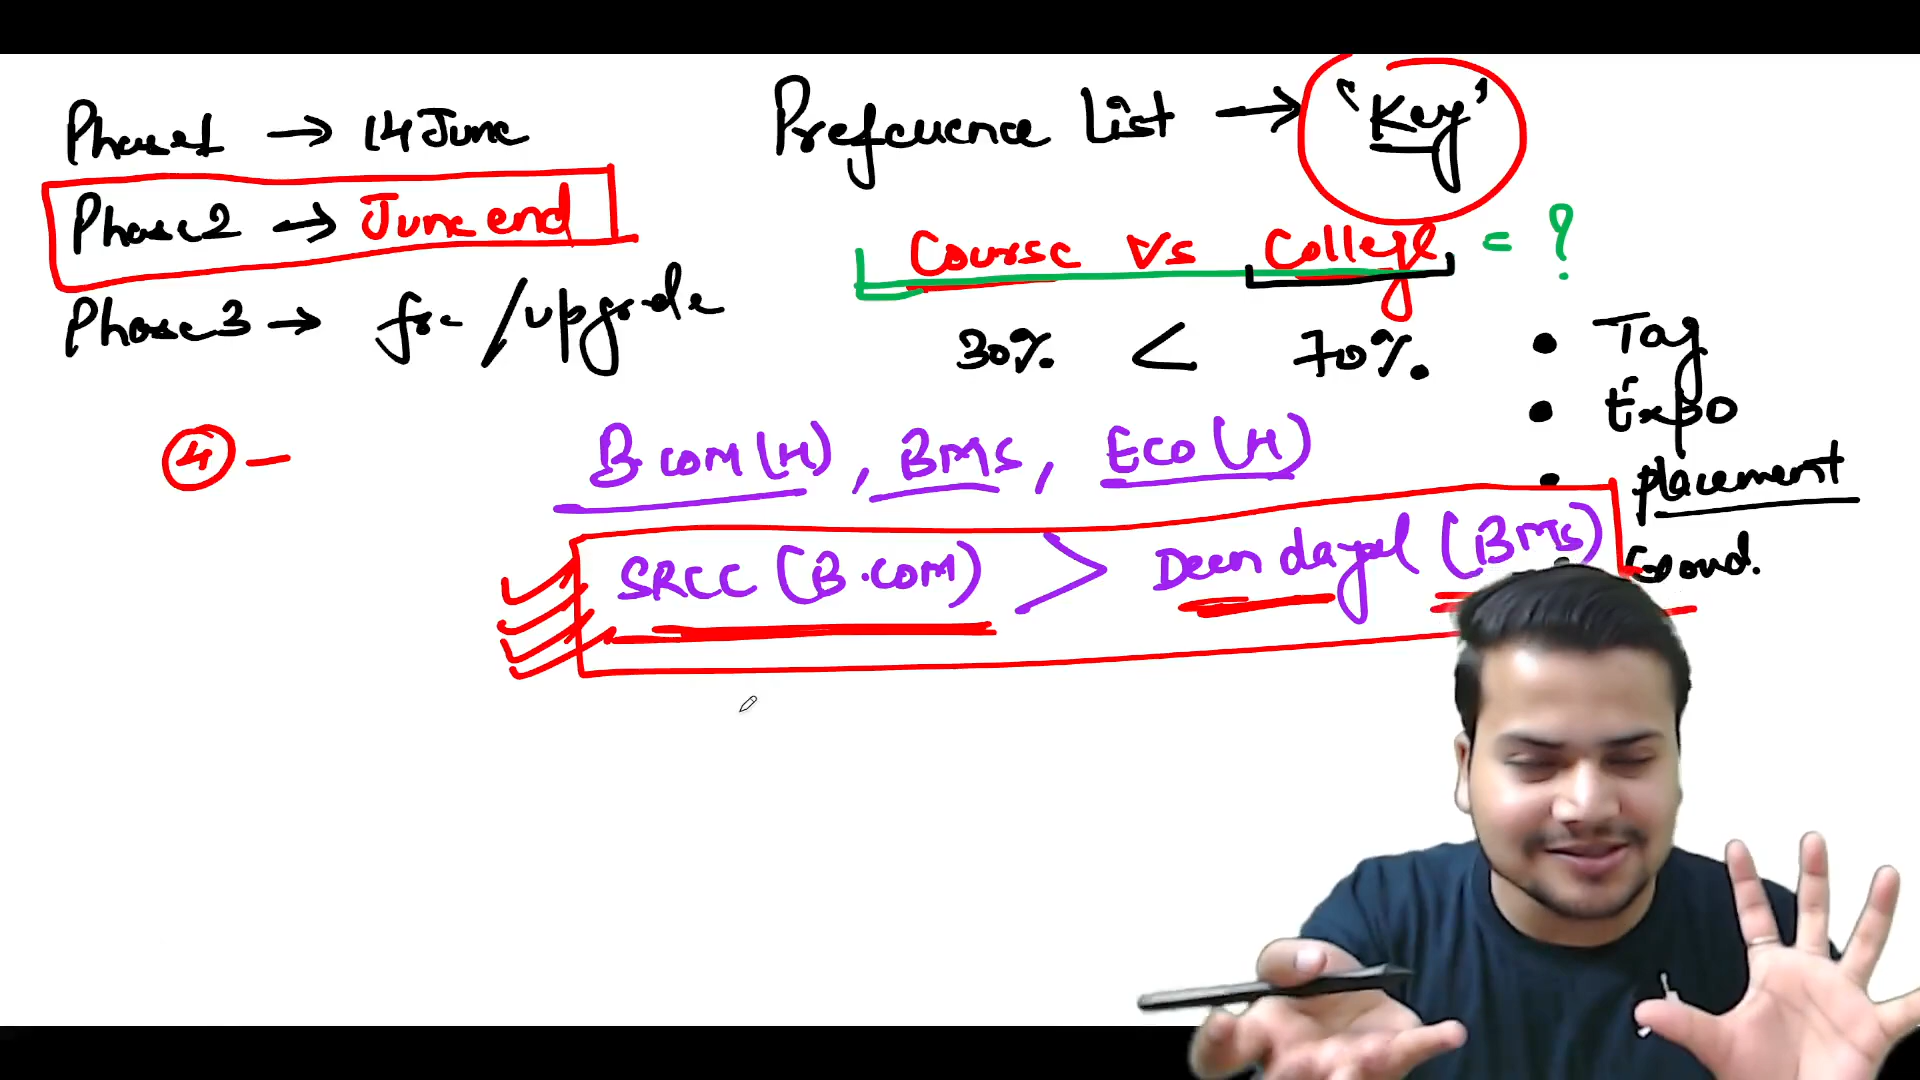 Phase1 → 14 June
Phase2 → June end
Phase3 → fre/upgrade
Preference List → 'Key'
Course Vs College = ?
30% < 70%.
• Tag
• Expo
• Placement
• Crowd.
④ -
B com (H), BMS, Eco (H)
SRCC (B.com) > Deen dayal (BMS)